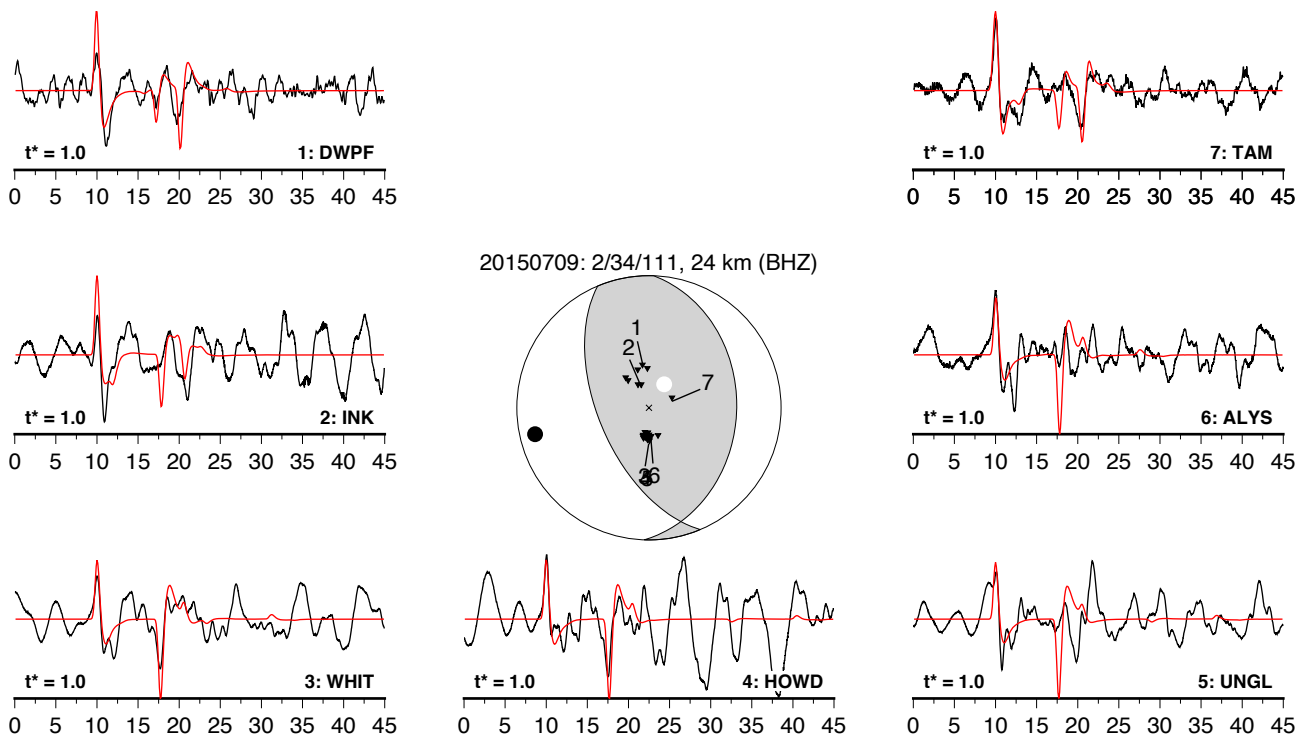 t* = 1.0 1: DWPF
0 5 10 15 20 25 30 35 40 45
t* = 1.0 7: TAM
0 5 10 15 20 25 30 35 40 45
20150709: 2/34/111, 24 km (BHZ)
1
2
7
6
t* = 1.0 2: INK
0 5 10 15 20 25 30 35 40 45
t* = 1.0 6: ALYS
0 5 10 15 20 25 30 35 40 45
t* = 1.0 3: WHIT
0 5 10 15 20 25 30 35 40 45
t* = 1.0 4: HOWD
0 5 10 15 20 25 30 35 40 45
t* = 1.0 5: UNGL
0 5 10 15 20 25 30 35 40 45